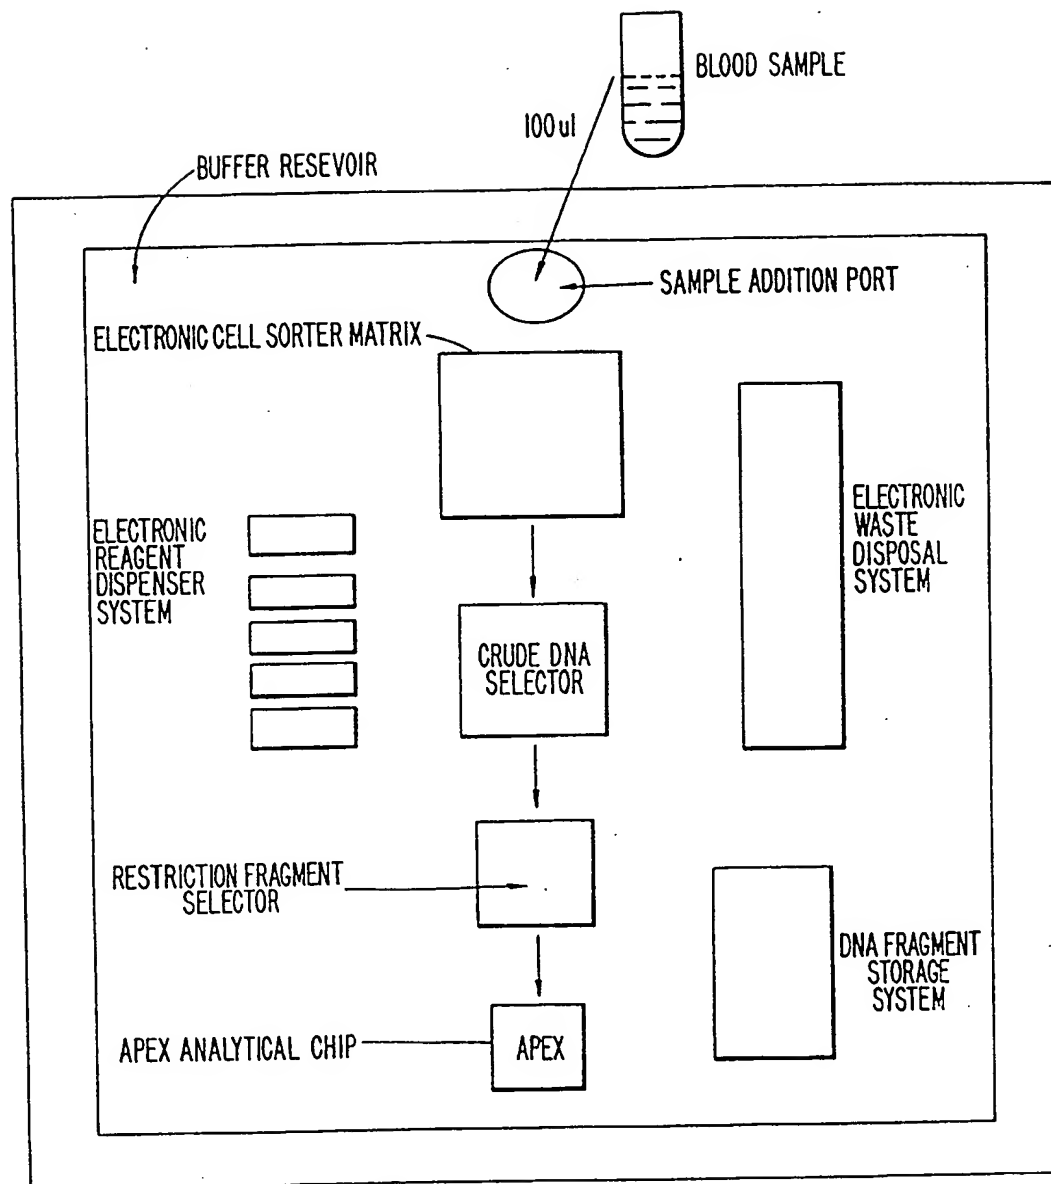 BLOOD SAMPLE
100ul
BUFFER RESEVOIR
SAMPLE ADDITION PORT
ELECTRONIC CELL SORTER MATRIX
ELECTRONIC
REAGENT
DISPENSER
SYSTEM
ELECTRONIC
WASTE
DISPOSAL
SYSTEM
CRUDE DNA
SELECTOR
RESTRICTION FRAGMENT
SELECTOR
DNA FRAGMENT
STORAGE
SYSTEM
APEX ANALYTICAL CHIP
APEX